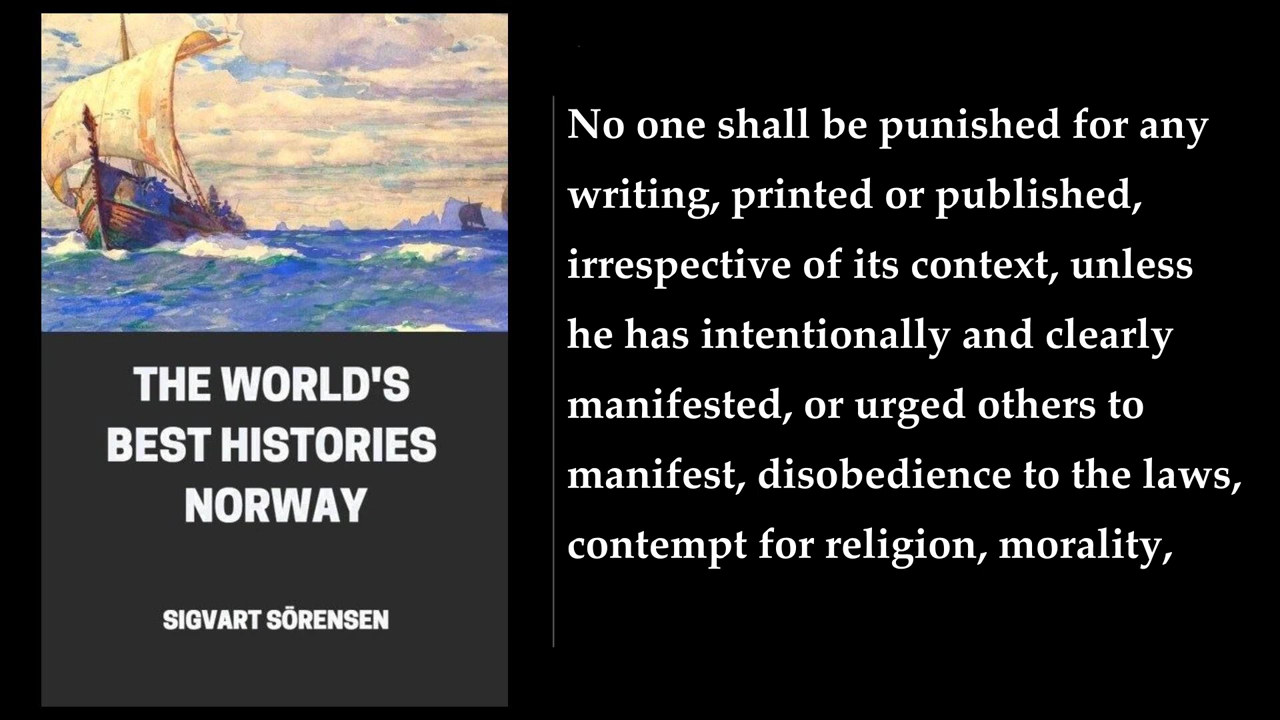 THE WORLD'S
BEST HISTORIES
NORWAY
SIGVART SÖRENSEN
No one shall be punished for any
writing, printed or published,
irrespective of its context, unless
he has intentionally and clearly
manifested, or urged others to
manifest, disobedience to the laws,
contempt for religion, morality,